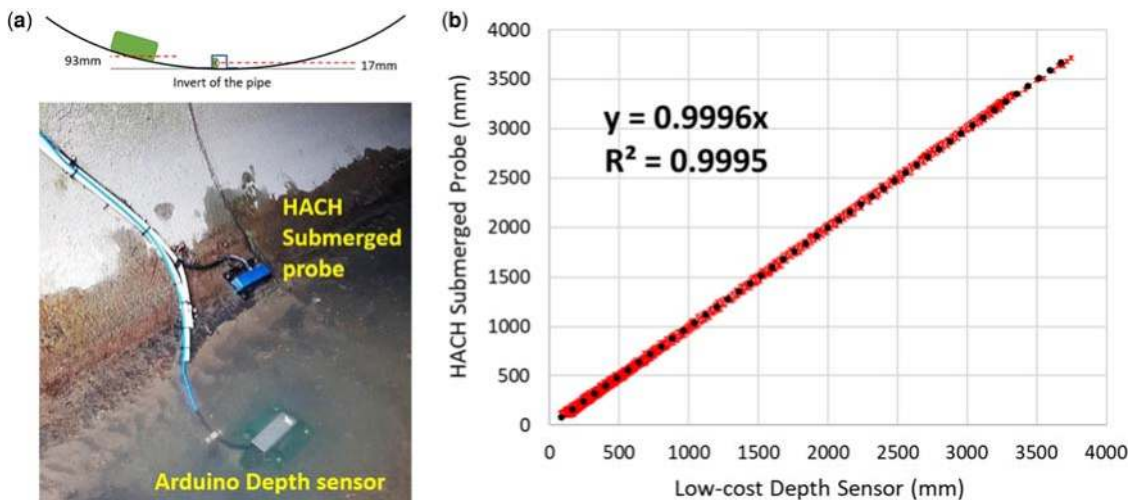 (a)
93mm
17mm
Invert of the pipe
HACH
Submerged
probe
Arduino Depth sensor
(b)
HACH Submerged Probe (mm)
4000
3500
3000
2500
2000
1500
1000
500
0
y = 0.9996x
R² = 0.9995
0 500 1000 1500 2000 2500 3000 3500 4000
Low-cost Depth Sensor (mm)